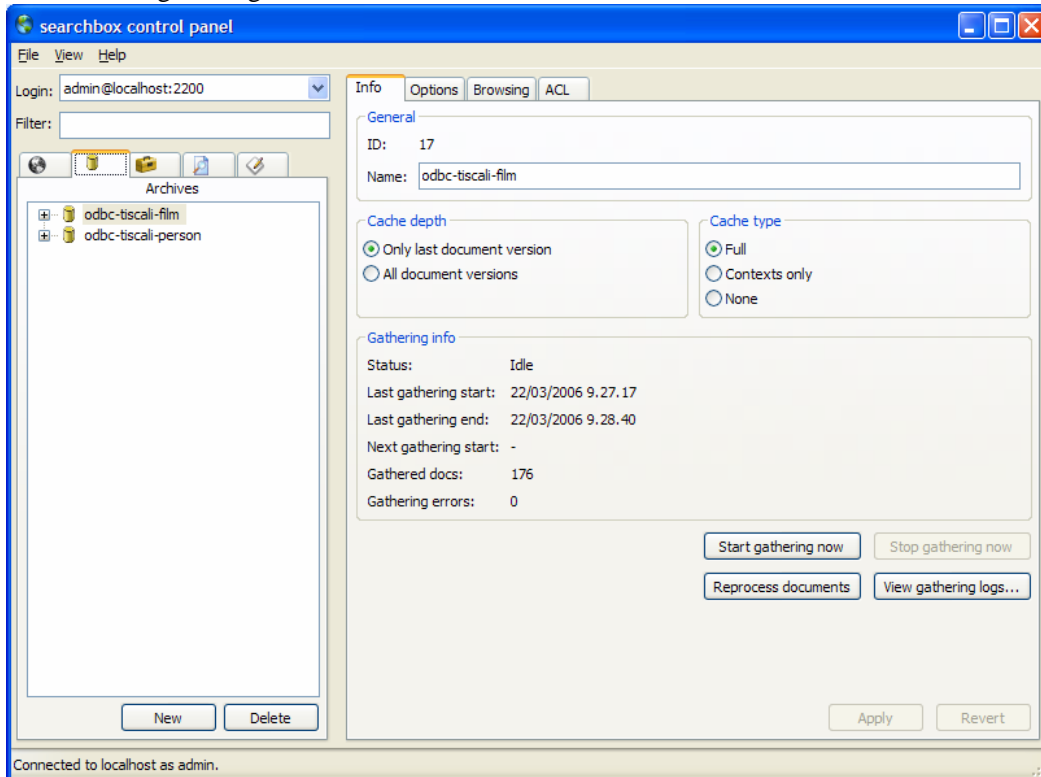 searchbox control panel
File View Help
Login: admin@localhost:2200
Filter:
Archives
odbc-tiscali-film
odbc-tiscali-person
New Delete
Info Options Browsing ACL
General
ID: 17
Name: odbc-tiscali-film
Cache depth
Only last document version
All document versions
Cache type
Full
Contexts only
None
Gathering info
Status: Idle
Last gathering start: 22/03/2006 9.27.17
Last gathering end: 22/03/2006 9.28.40
Next gathering start: -
Gathered docs: 176
Gathering errors: 0
Start gathering now Stop gathering now
Reprocess documents View gathering logs...
Apply Revert
Connected to localhost as admin.